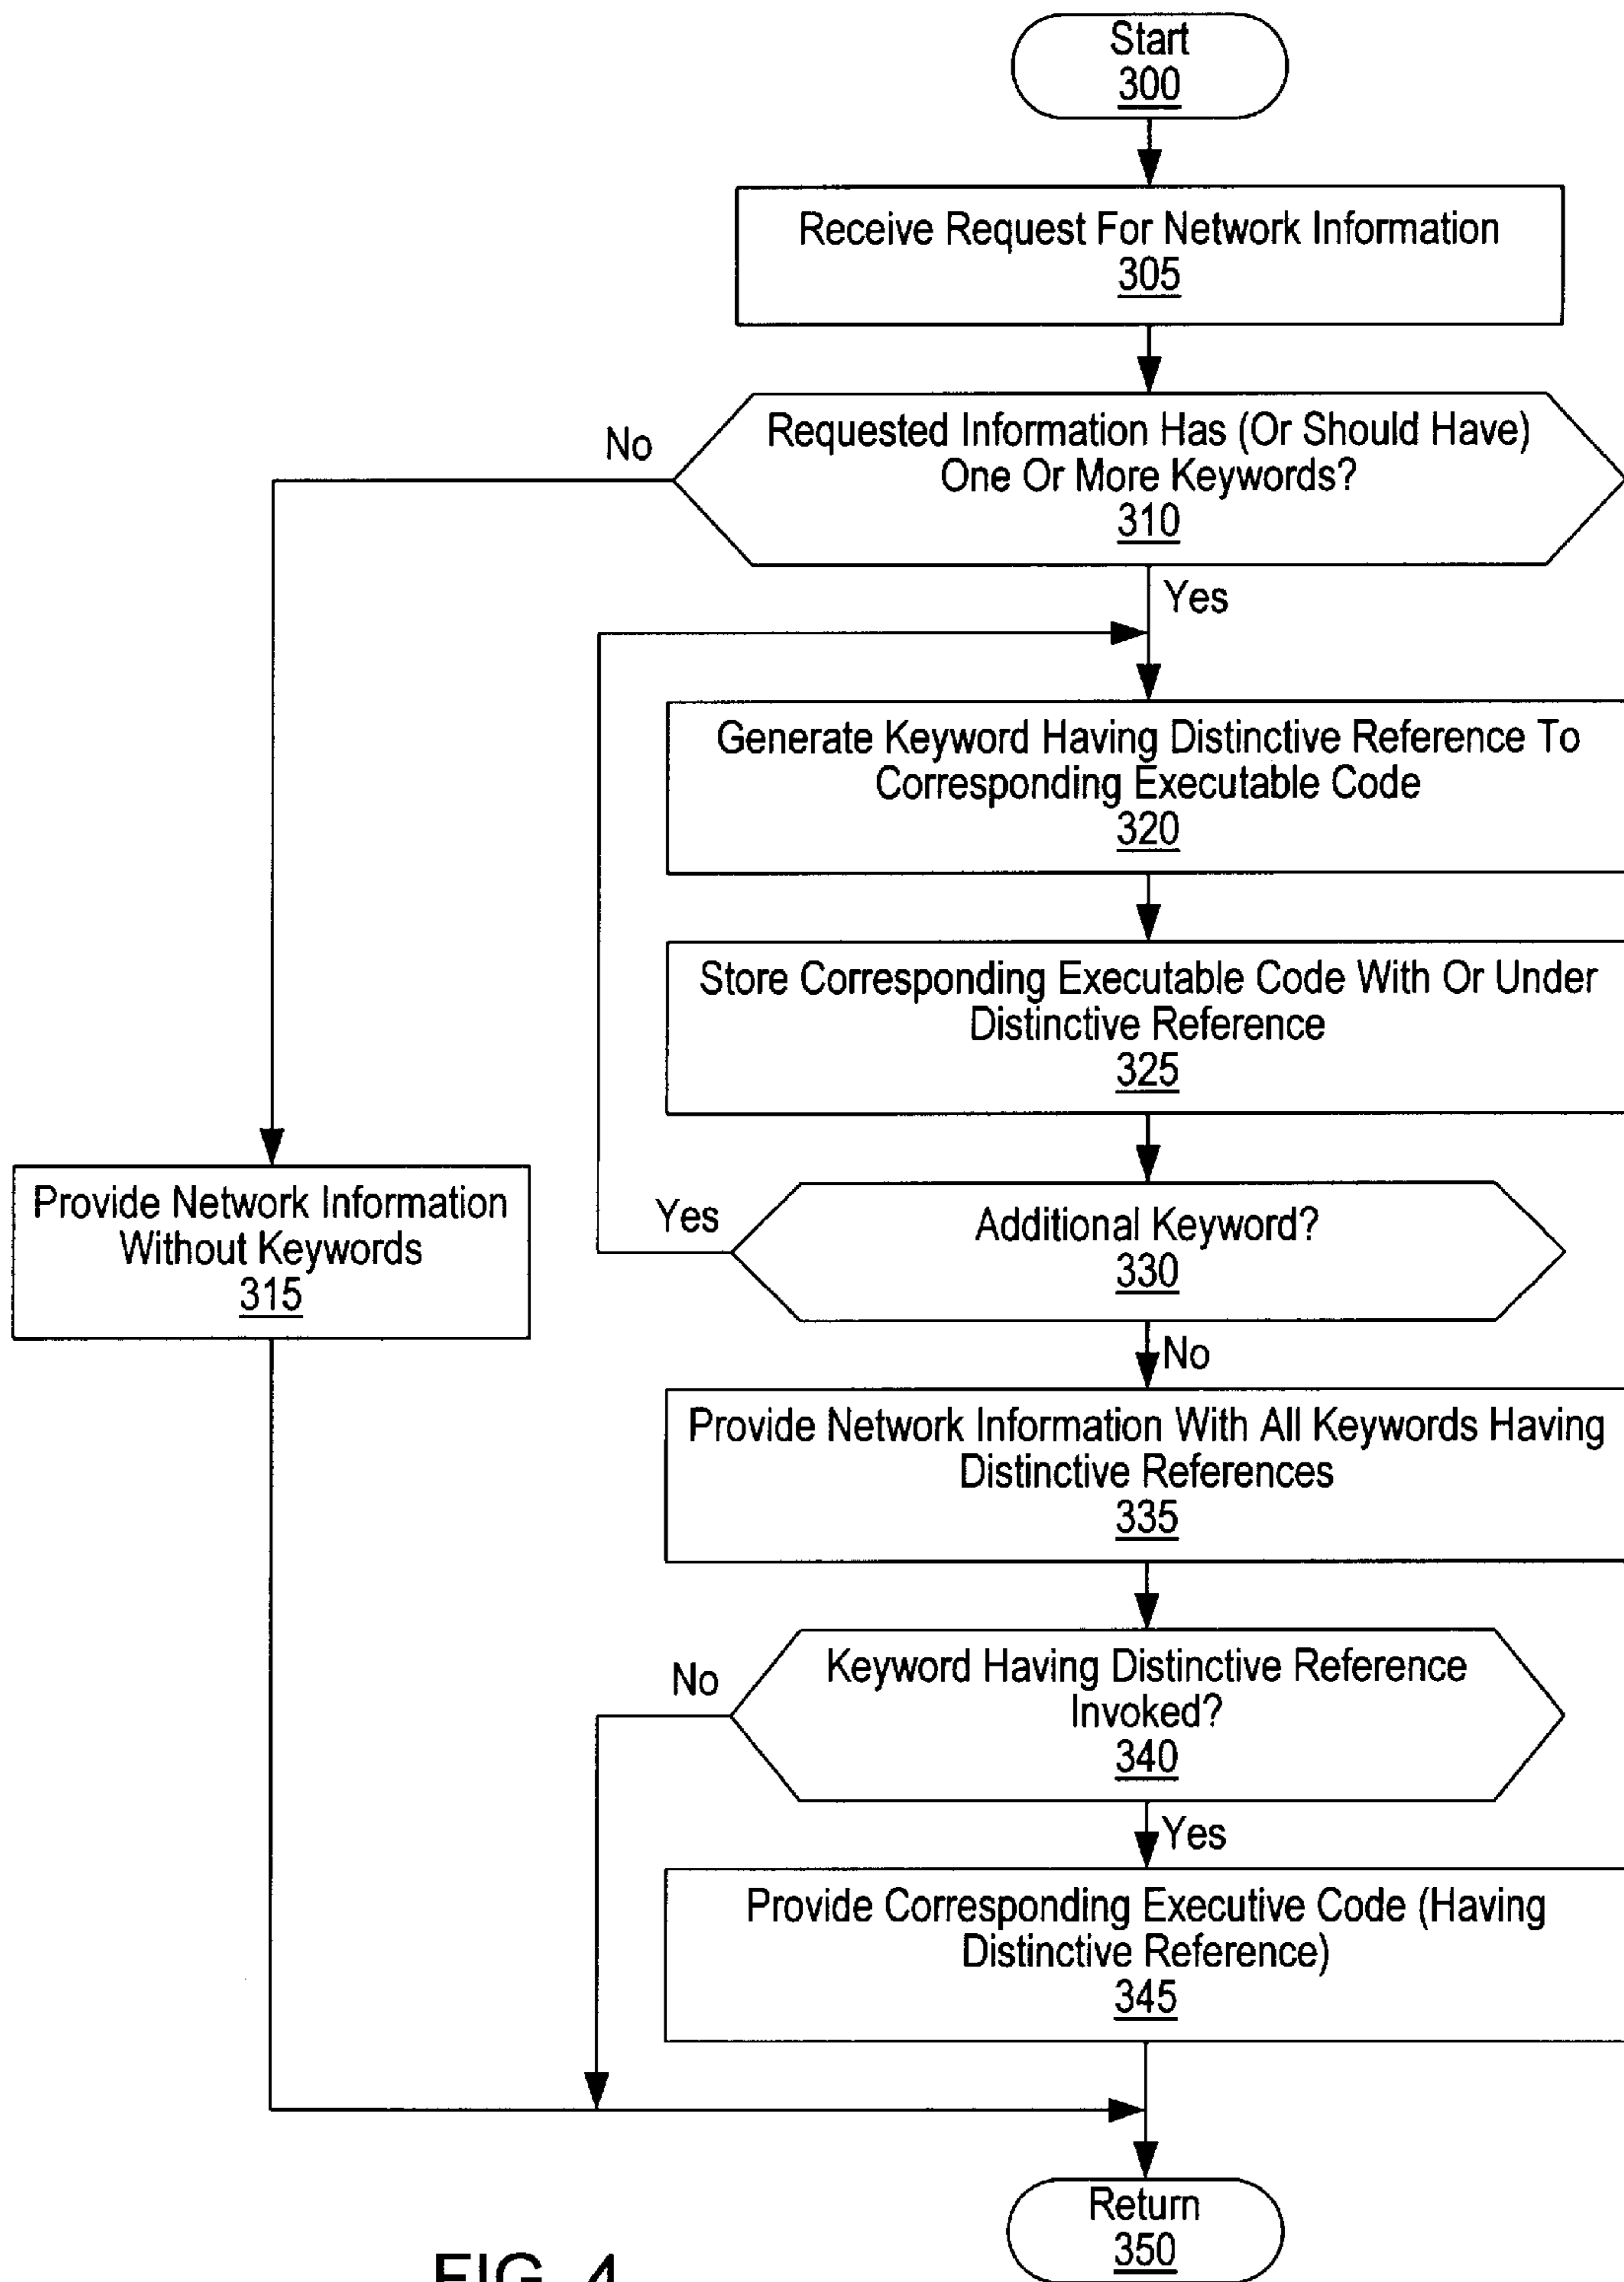 Start
300
Receive Request For Network Information
305
Requested Information Has (Or Should Have)
One Or More Keywords?
310
No
Yes
Generate Keyword Having Distinctive Reference To
Corresponding Executable Code
320
Store Corresponding Executable Code With Or Under
Distinctive Reference
325
Provide Network Information
Without Keywords
315
Yes
Additional Keyword?
330
No
Provide Network Information With All Keywords Having
Distinctive References
335
No
Keyword Having Distinctive Reference
Invoked?
340
Yes
Provide Corresponding Executive Code (Having
Distinctive Reference)
345
Return
350
FIG. 4